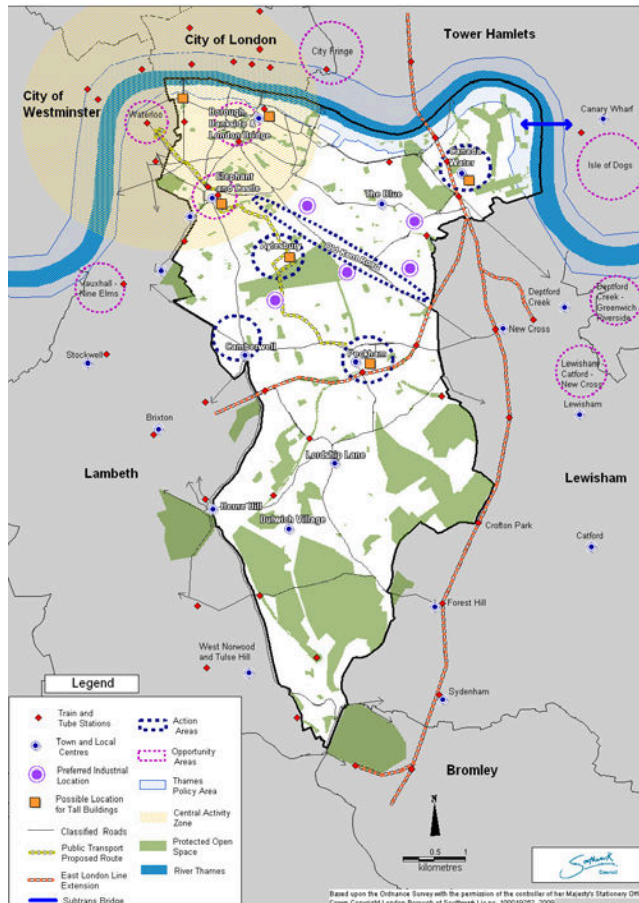 City of London
City Fringe
Tower Hamlets
City of
Westminster
Waterloo
Borough,
Bankside &
London Bridge
Canary Wharf
Canada
Water
Isle of Dogs
Elephant
and Castle
The Blue
Aylesbury
Old Kent Road
Vauxhall -
Nine Elms
Deptford
Creek
Deptford
Creek -
Greenwich
Riverside
New Cross
Camberwell
Peckham
Stockwell
Lewisham
Catford -
New Cross
Lewisham
Brixton
Lordship Lane
Lambeth
Lewisham
Herne Hill
Dulwich Village
Crofton Park
Catford
Forest Hill
West Norwood
and Tulse Hill
Sydenham
Bromley
Legend
Train and
Tube Stations
Town and Local
Centres
Preferred Industrial
Location
Possible Location
for Tall Buildings
Classified Roads
Public Transport
Proposed Route
East London Line
Extension
Subtrans Bridge
Action
Areas
Opportunity
Areas
Thames
Policy Area
Central Activity
Zone
Protected Open
Space
River Thames
N
0 0.5 1
kilometres
Southwark
Council
Based upon the Ordnance Survey with the permission of the controller of her Majesty's Stationery Off